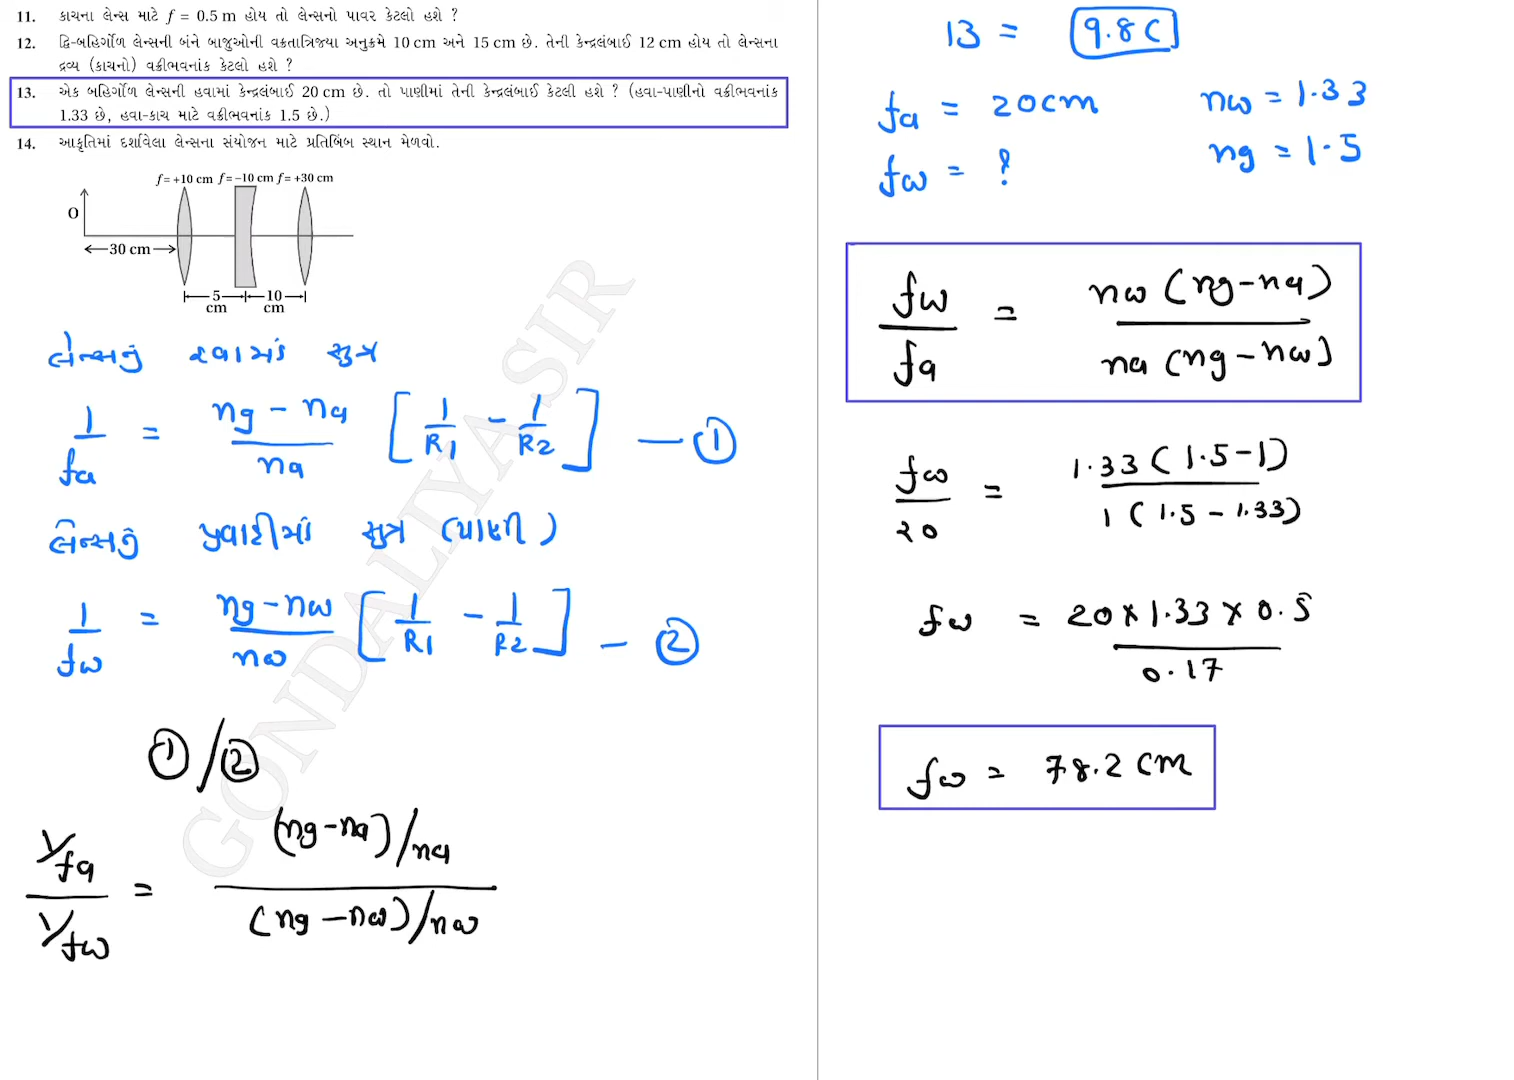 11. કાચના લેન્સ માટે f = 0.5 m હોય તો લેન્સનો પાવર કેટલો હશે ?
12. દ્વિ-બહિર્ગોળ લેન્સની બંને બાજુઓની વક્રતાત્રિજ્યા અનુક્રમે 10 cm અને 15 cm છે. તેની કેન્દ્રલંબાઈ 12 cm હોય તો લેન્સના
દ્રવ્ય (કાચનો) વક્રીભવનાંક કેટલો હશે ?
13. એક બહિર્ગોળ લેન્સની હવામાં કેન્દ્રલંબાઈ 20 cm છે. તો પાણીમાં તેની કેન્દ્રલંબાઈ કેટલી હશે ? (હવા-પાણીનો વક્રીભવનાંક
1.33 છે, હવા-કાચ માટે વક્રીભવનાંક 1.5 છે.)
14. આકૃતિમાં દર્શાવેલા લેન્સના સંયોજન માટે પ્રતિબિંબ સ્થાન મેળવો.
f = +10 cm f = −10 cm f = +30 cm
O
30 cm
5 cm
10 cm
લેન્સનું હવામાં સુત્ર
1/fa = ng - na / na [1/R1 - 1/R2] — ①
લેન્સનું પ્રવાહીમાં સુત્ર (પાણી)
1/fw = ng - nw / nw [1/R1 - 1/R2] — ②
①/②
1/fa / 1/fw = (ng - na)/na / (ng - nw)/nw
13 = 9.8C
fa = 20cm nw = 1.33
fw = ? ng = 1.5
fw/fa = nw (ng - na) / na (ng - nw)
fw/20 = 1.33 (1.5 - 1) / 1 (1.5 - 1.33)
fw = 20 × 1.33 × 0.5 / 0.17
fw = 78.2 cm
GONDALIYA SIR